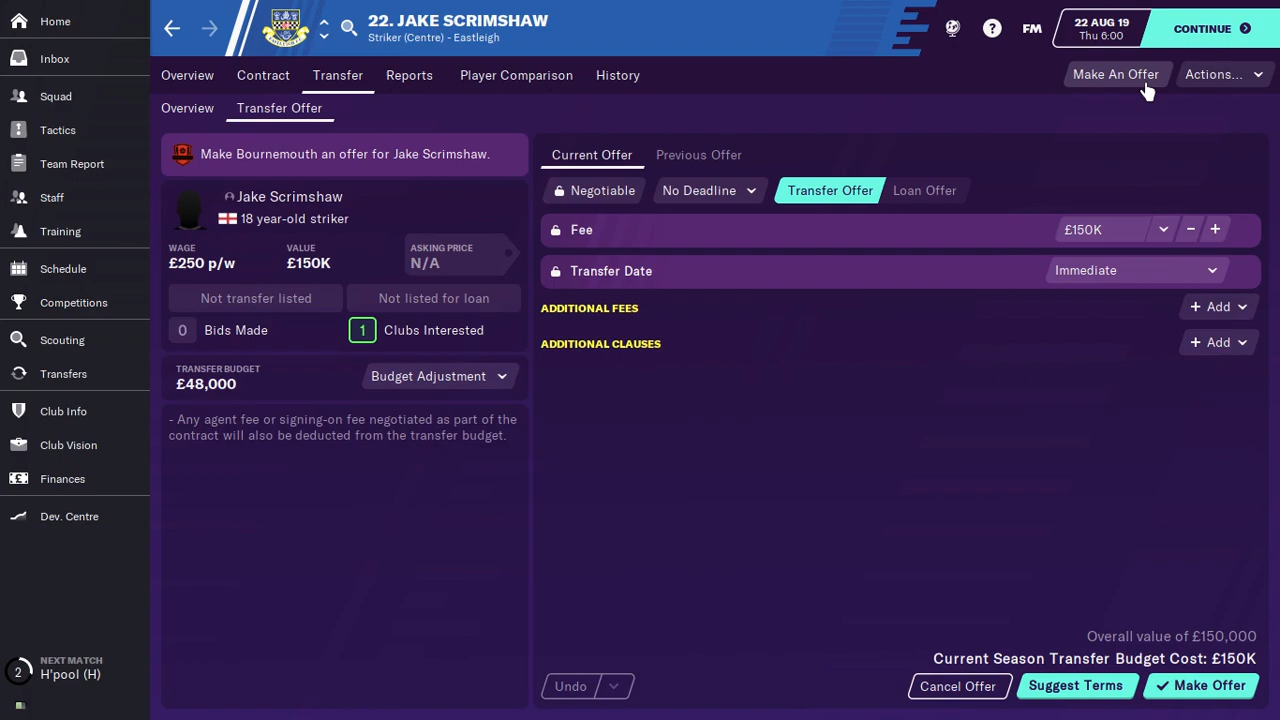 Home
Inbox
Squad
Tactics
Team Report
Staff
Training
Schedule
Competitions
Scouting
Transfers
Club Info
Club Vision
Finances
Dev. Centre
2
NEXT MATCH
H'pool (H)
22. JAKE SCRIMSHAW
Striker (Centre) - Eastleigh
?
FM
22 AUG 19
Thu 6:00
CONTINUE
Overview
Contract
Transfer
Reports
Player Comparison
History
Make An Offer
Actions...
Overview
Transfer Offer
Make Bournemouth an offer for Jake Scrimshaw.
Jake Scrimshaw
18 year-old striker
WAGE
£250 p/w
VALUE
£150K
ASKING PRICE
N/A
Not transfer listed
Not listed for loan
0 Bids Made
1 Clubs Interested
TRANSFER BUDGET
£48,000
Budget Adjustment
- Any agent fee or signing-on fee negotiated as part of the
contract will also be deducted from the transfer budget.
Current Offer
Previous Offer
Negotiable
No Deadline
Transfer Offer
Loan Offer
Fee
£150K
Transfer Date
Immediate
ADDITIONAL FEES
+ Add
ADDITIONAL CLAUSES
+ Add
Overall value of £150,000
Current Season Transfer Budget Cost: £150K
Undo
Cancel Offer
Suggest Terms
Make Offer